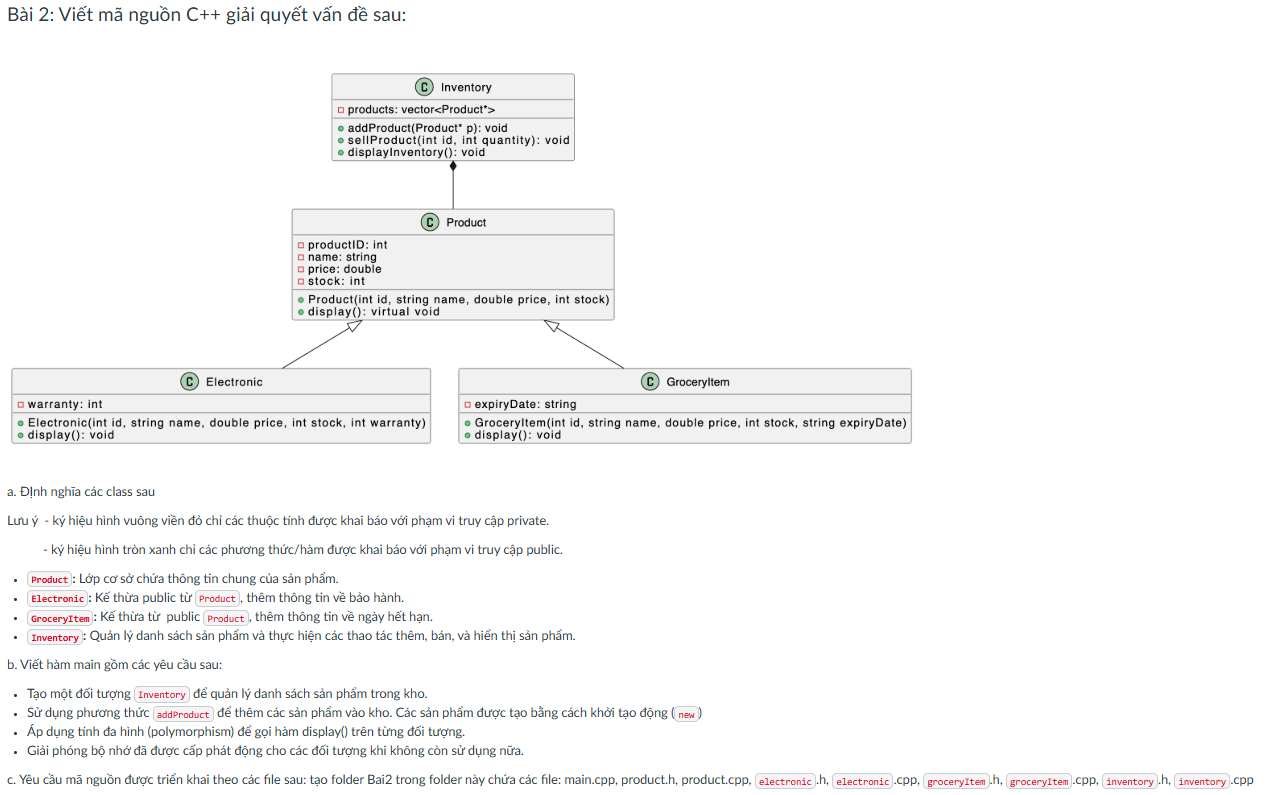 Bài 2: Viết mã nguồn C++ giải quyết vấn đề sau:
C Inventory
products: vector<Product*>
addProduct(Product* p): void
sellProduct(int id, int quantity): void
displayInventory(): void
C Product
productID: int
name: string
price: double
stock: int
Product(int id, string name, double price, int stock)
display(): virtual void
C Electronic
warranty: int
Electronic(int id, string name, double price, int stock, int warranty)
display(): void
C GroceryItem
expiryDate: string
GroceryItem(int id, string name, double price, int stock, string expiryDate)
display(): void
a. Định nghĩa các class sau
Lưu ý - ký hiệu hình vuông viền đỏ chỉ các thuộc tính được khai báo với phạm vi truy cập private.
- ký hiệu hình tròn xanh chỉ các phương thức/hàm được khai báo với phạm vi truy cập public.
• Product: Lớp cơ sở chứa thông tin chung của sản phẩm.
• Electronic: Kế thừa public từ Product, thêm thông tin về bảo hành.
• GroceryItem: Kế thừa từ public Product, thêm thông tin về ngày hết hạn.
• Inventory: Quản lý danh sách sản phẩm và thực hiện các thao tác thêm, bán, và hiển thị sản phẩm.
b. Viết hàm main gồm các yêu cầu sau:
• Tạo một đối tượng Inventory để quản lý danh sách sản phẩm trong kho.
• Sử dụng phương thức addProduct để thêm các sản phẩm vào kho. Các sản phẩm được tạo bằng cách khởi tạo động (new)
• Áp dụng tính đa hình (polymorphism) để gọi hàm display() trên từng đối tượng.
• Giải phóng bộ nhớ đã được cấp phát động cho các đối tượng khi không còn sử dụng nữa.
c. Yêu cầu mã nguồn được triển khai theo các file sau: tạo folder Bai2 trong folder này chứa các file: main.cpp, product.h, product.cpp, electronic.h, electronic.cpp, groceryItem.h, groceryItem.cpp, inventory.h, inventory.cpp